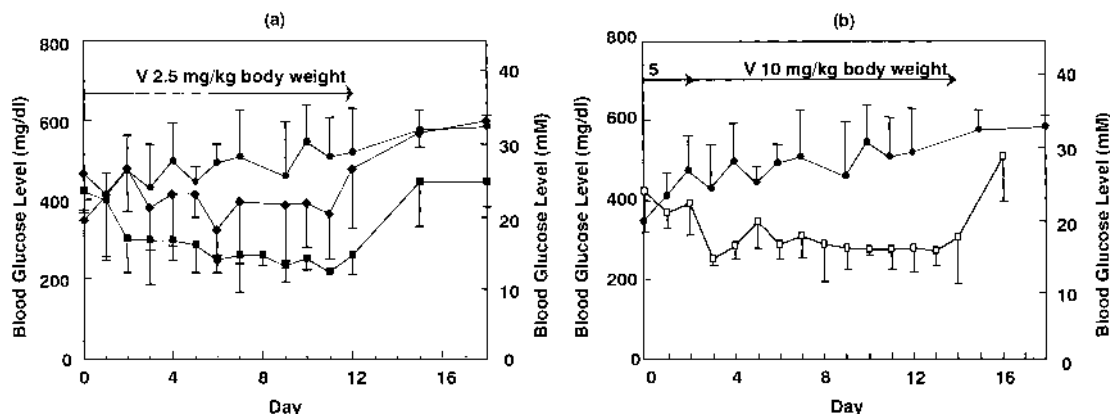 (a)
800
600
400
200
0
Blood Glucose Level (mg/dl)
V 2.5 mg/kg body weight
40
30
20
10
0
Blood Glucose Level (mM)
0 4 8 12 16
Day
(b)
800
600
400
200
0
Blood Glucose Level (mg/dl)
5 V 10 mg/kg body weight
40
30
20
10
0
Blood Glucose Level (mM)
0 4 8 12 16
Day